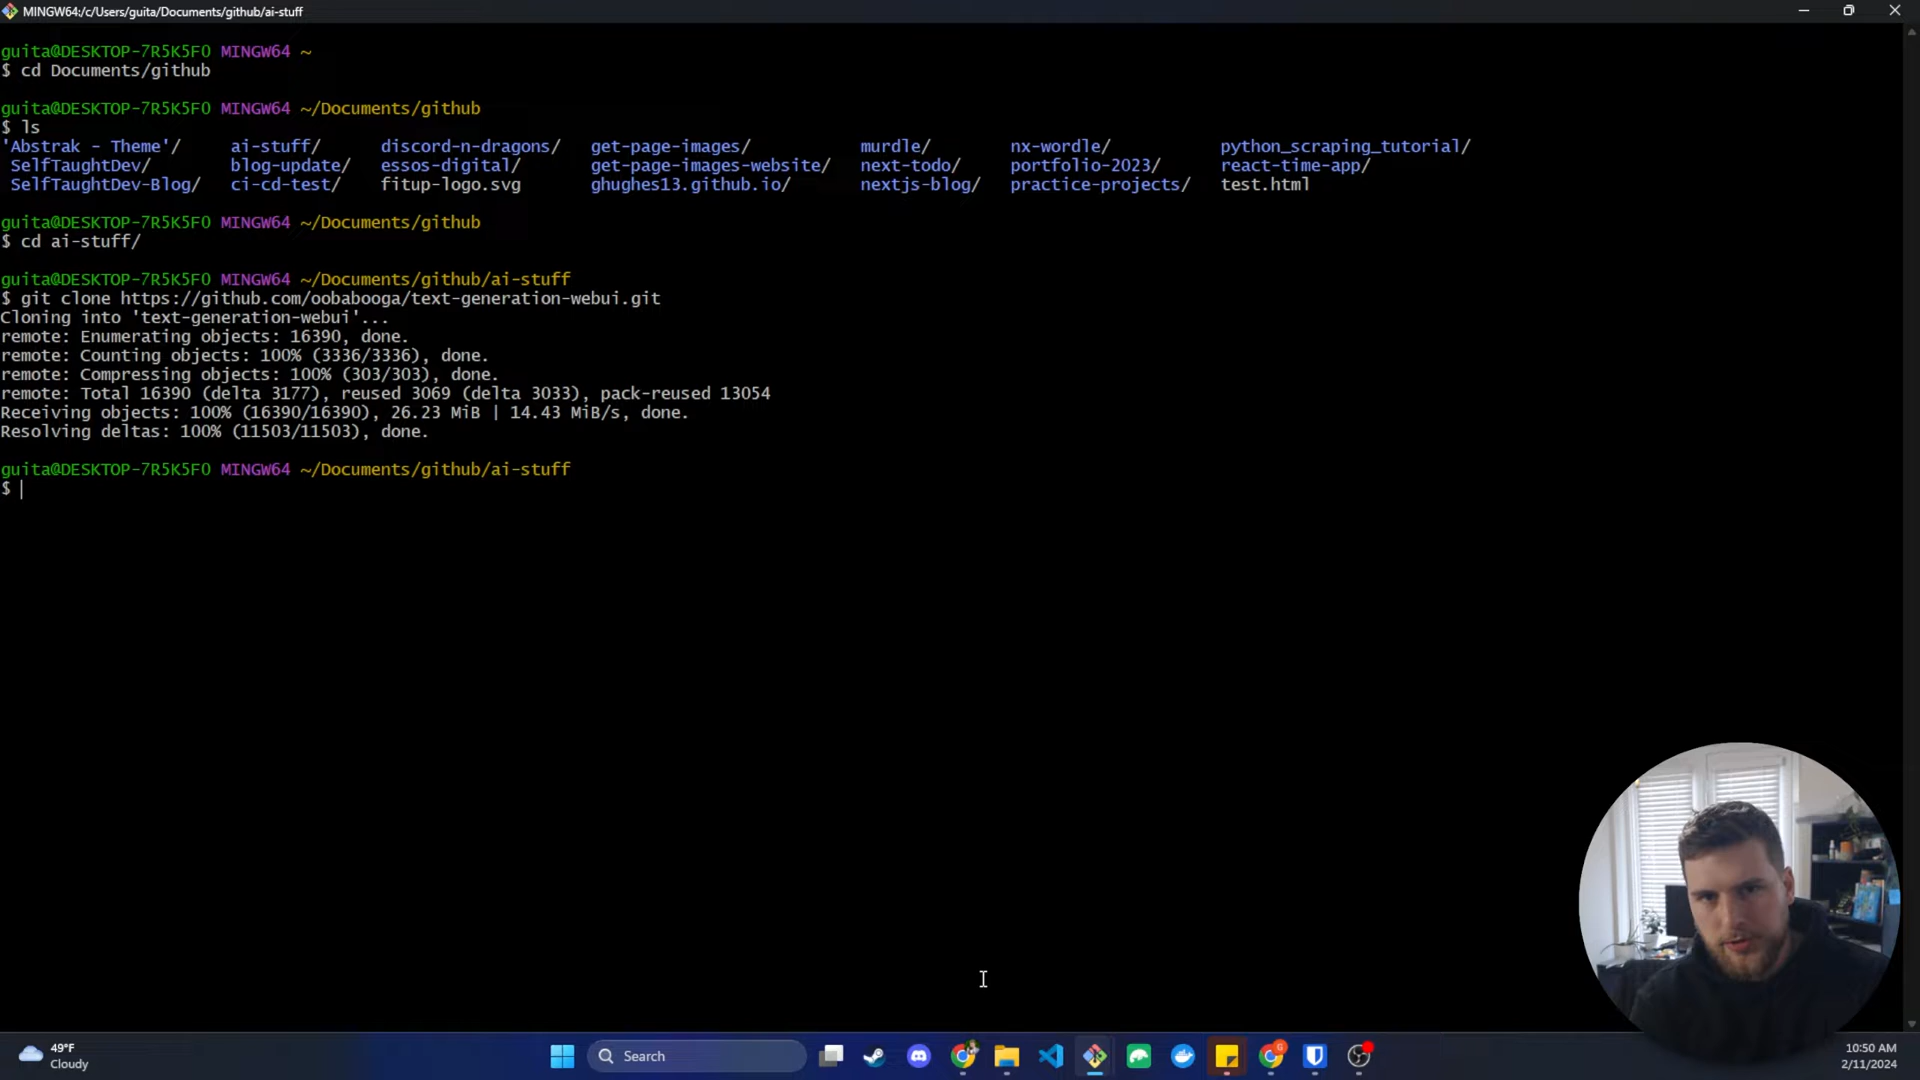 MINGW64:/c/Users/guita/Documents/github/ai-stuff
guita@DESKTOP-7R5K5FO MINGW64 ~
$ cd Documents/github
guita@DESKTOP-7R5K5FO MINGW64 ~/Documents/github
$ ls
'Abstrak - Theme'/ ai-stuff/ discord-n-dragons/ get-page-images/ murdle/ nx-wordle/ python_scraping_tutorial/
SelfTaughtDev/ blog-update/ essos-digital/ get-page-images-website/ next-todo/ portfolio-2023/ react-time-app/
SelfTaughtDev-Blog/ ci-cd-test/ fitup-logo.svg ghughes13.github.io/ nextjs-blog/ practice-projects/ test.html
guita@DESKTOP-7R5K5FO MINGW64 ~/Documents/github
$ cd ai-stuff/
guita@DESKTOP-7R5K5FO MINGW64 ~/Documents/github/ai-stuff
$ git clone https://github.com/oobabooga/text-generation-webui.git
Cloning into 'text-generation-webui'...
remote: Enumerating objects: 16390, done.
remote: Counting objects: 100% (3336/3336), done.
remote: Compressing objects: 100% (303/303), done.
remote: Total 16390 (delta 3177), reused 3069 (delta 3033), pack-reused 13054
Receiving objects: 100% (16390/16390), 26.23 MiB | 14.43 MiB/s, done.
Resolving deltas: 100% (11503/11503), done.
guita@DESKTOP-7R5K5FO MINGW64 ~/Documents/github/ai-stuff
$
49°F
Cloudy
Search
10:50 AM
2/11/2024